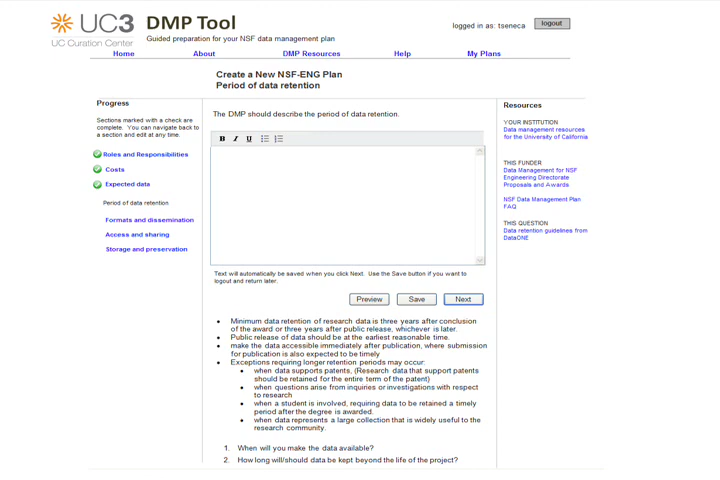 UC3
UC Curation Center
DMP Tool
Guided preparation for your NSF data management plan
logged in as: tseneca
logout
Home
About
DMP Resources
Help
My Plans
Create a New NSF-ENG Plan
Period of data retention
Progress
Sections marked with a check are
complete. You can navigate back to
a section and edit at any time.
Roles and Responsibilities
Costs
Expected data
Period of data retention
Formats and dissemination
Access and sharing
Storage and preservation
The DMP should describe the period of data retention.
B I U
Text will automatically be saved when you click Next. Use the Save button if you want to
logout and return later.
Preview
Save
Next
• Minimum data retention of research data is three years after conclusion
of the award or three years after public release, whichever is later.
• Public release of data should be at the earliest reasonable time.
• make the data accessible immediately after publication, where submission
for publication is also expected to be timely
• Exceptions requiring longer retention periods may occur:
• when data supports patents, (Research data that support patents
should be retained for the entire term of the patent)
• when questions arise from inquiries or investigations with respect
to research
• when a student is involved, requiring data to be retained a timely
period after the degree is awarded.
• when data represents a large collection that is widely useful to the
research community.
1. When will you make the data available?
2. How long will/should data be kept beyond the life of the project?
Resources
YOUR INSTITUTION
Data management resources
for the University of California
THIS FUNDER
Data Management for NSF
Engineering Directorate
Proposals and Awards
NSF Data Management Plan
FAQ
THIS QUESTION
Data retention guidelines from
DataONE